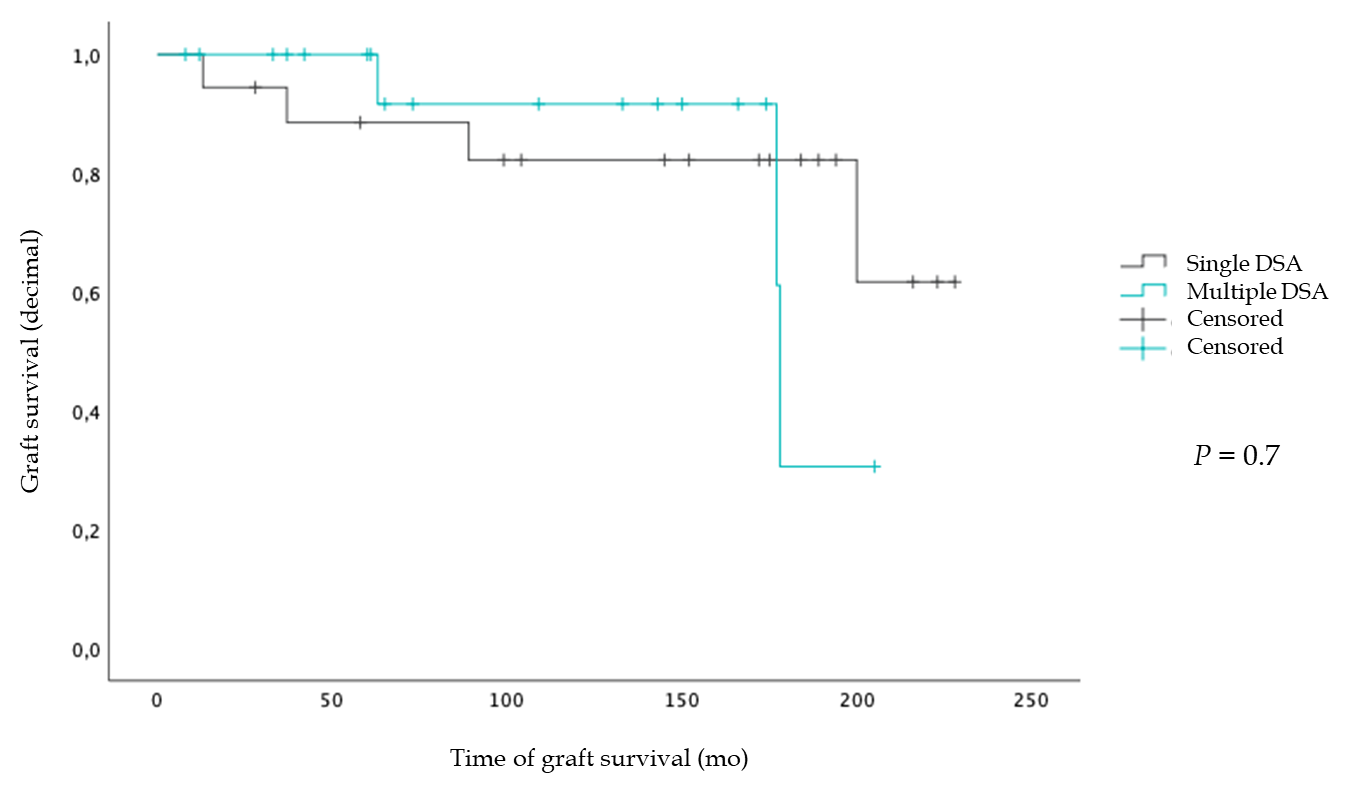 Graft survival (decimal)
1,0
0,8
0,6
0,4
0,2
0,0
0 50 100 150 200 250
Time of graft survival (mo)
Single DSA
Multiple DSA
Censored
Censored
P = 0.7